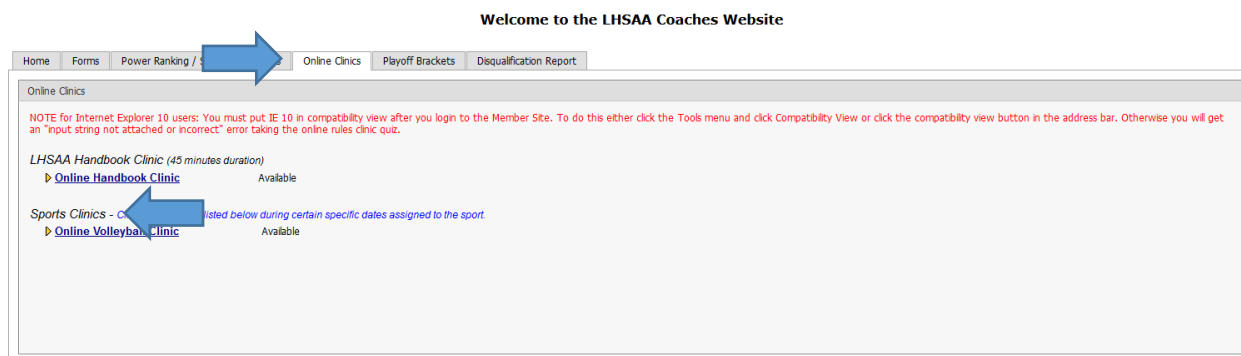 Welcome to the LHSAA Coaches Website
Home Forms Power Ranking / Online Clinics Playoff Brackets Disqualification Report
Online Clinics
NOTE for Internet Explorer 10 users: You must put IE 10 in compatibility view after you login to the Member Site. To do this either click the Tools menu and click Compatibility View or click the compatibility view button in the address bar. Otherwise you will get
an "input string not attached or incorrect" error taking the online rules clinic quiz.
LHSAA Handbook Clinic (45 minutes duration)
Online Handbook Clinic Available
Sports Clinics - listed below during certain specific dates assigned to the sport.
Online Volleyball Clinic Available